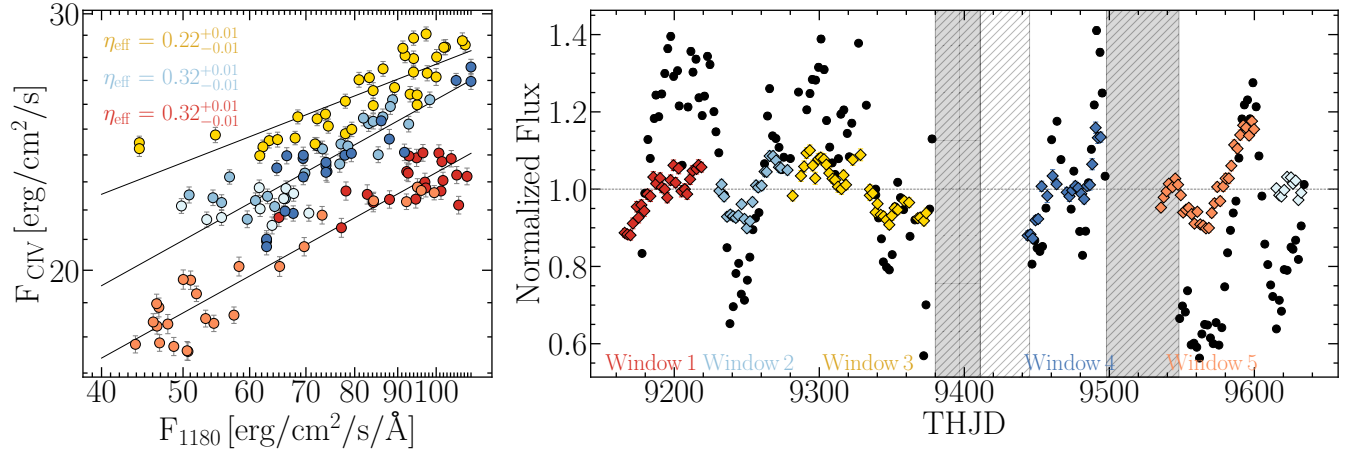 30
20
F_CIV [erg/cm²/s]
η_eff = 0.22^{+0.01}_{−0.01}
η_eff = 0.32^{+0.01}_{−0.01}
η_eff = 0.32^{+0.01}_{−0.01}
40 50 60 70 80 90 100
F_1180 [erg/cm²/s/Å]
Normalized Flux
1.4
1.2
1.0
0.8
0.6
Window 1 Window 2 Window 3 Window 4 Window 5
9200 9300 9400 9500 9600
THJD